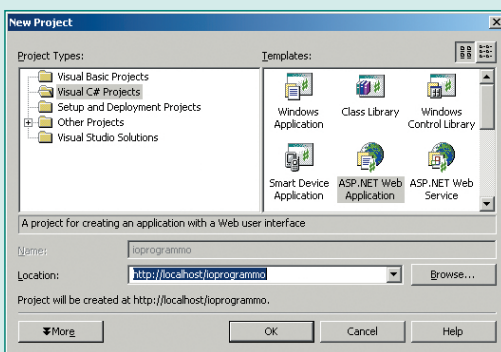 New Project
Project Types:
Visual Basic Projects
Visual C# Projects
Setup and Deployment Projects
Other Projects
Visual Studio Solutions
Templates:
Windows Application
Class Library
Windows Control Library
Smart Device Application
ASP.NET Web Application
ASP.NET Web Service
A project for creating an application with a Web user interface
Name:
ioprogrammo
Location:
http://localhost/ioprogrammo
Browse...
Project will be created at http://localhost/ioprogrammo.
More
OK
Cancel
Help